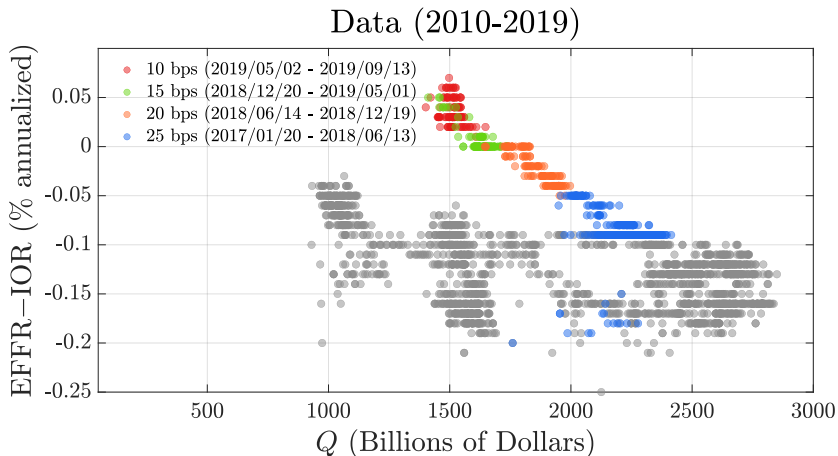 Data (2010-2019)
EFFR−IOR (% annualized)
10 bps (2019/05/02 - 2019/09/13)
15 bps (2018/12/20 - 2019/05/01)
20 bps (2018/06/14 - 2018/12/19)
25 bps (2017/01/20 - 2018/06/13)
0.05
0
-0.05
-0.1
-0.15
-0.2
-0.25
500 1000 1500 2000 2500 3000
Q (Billions of Dollars)